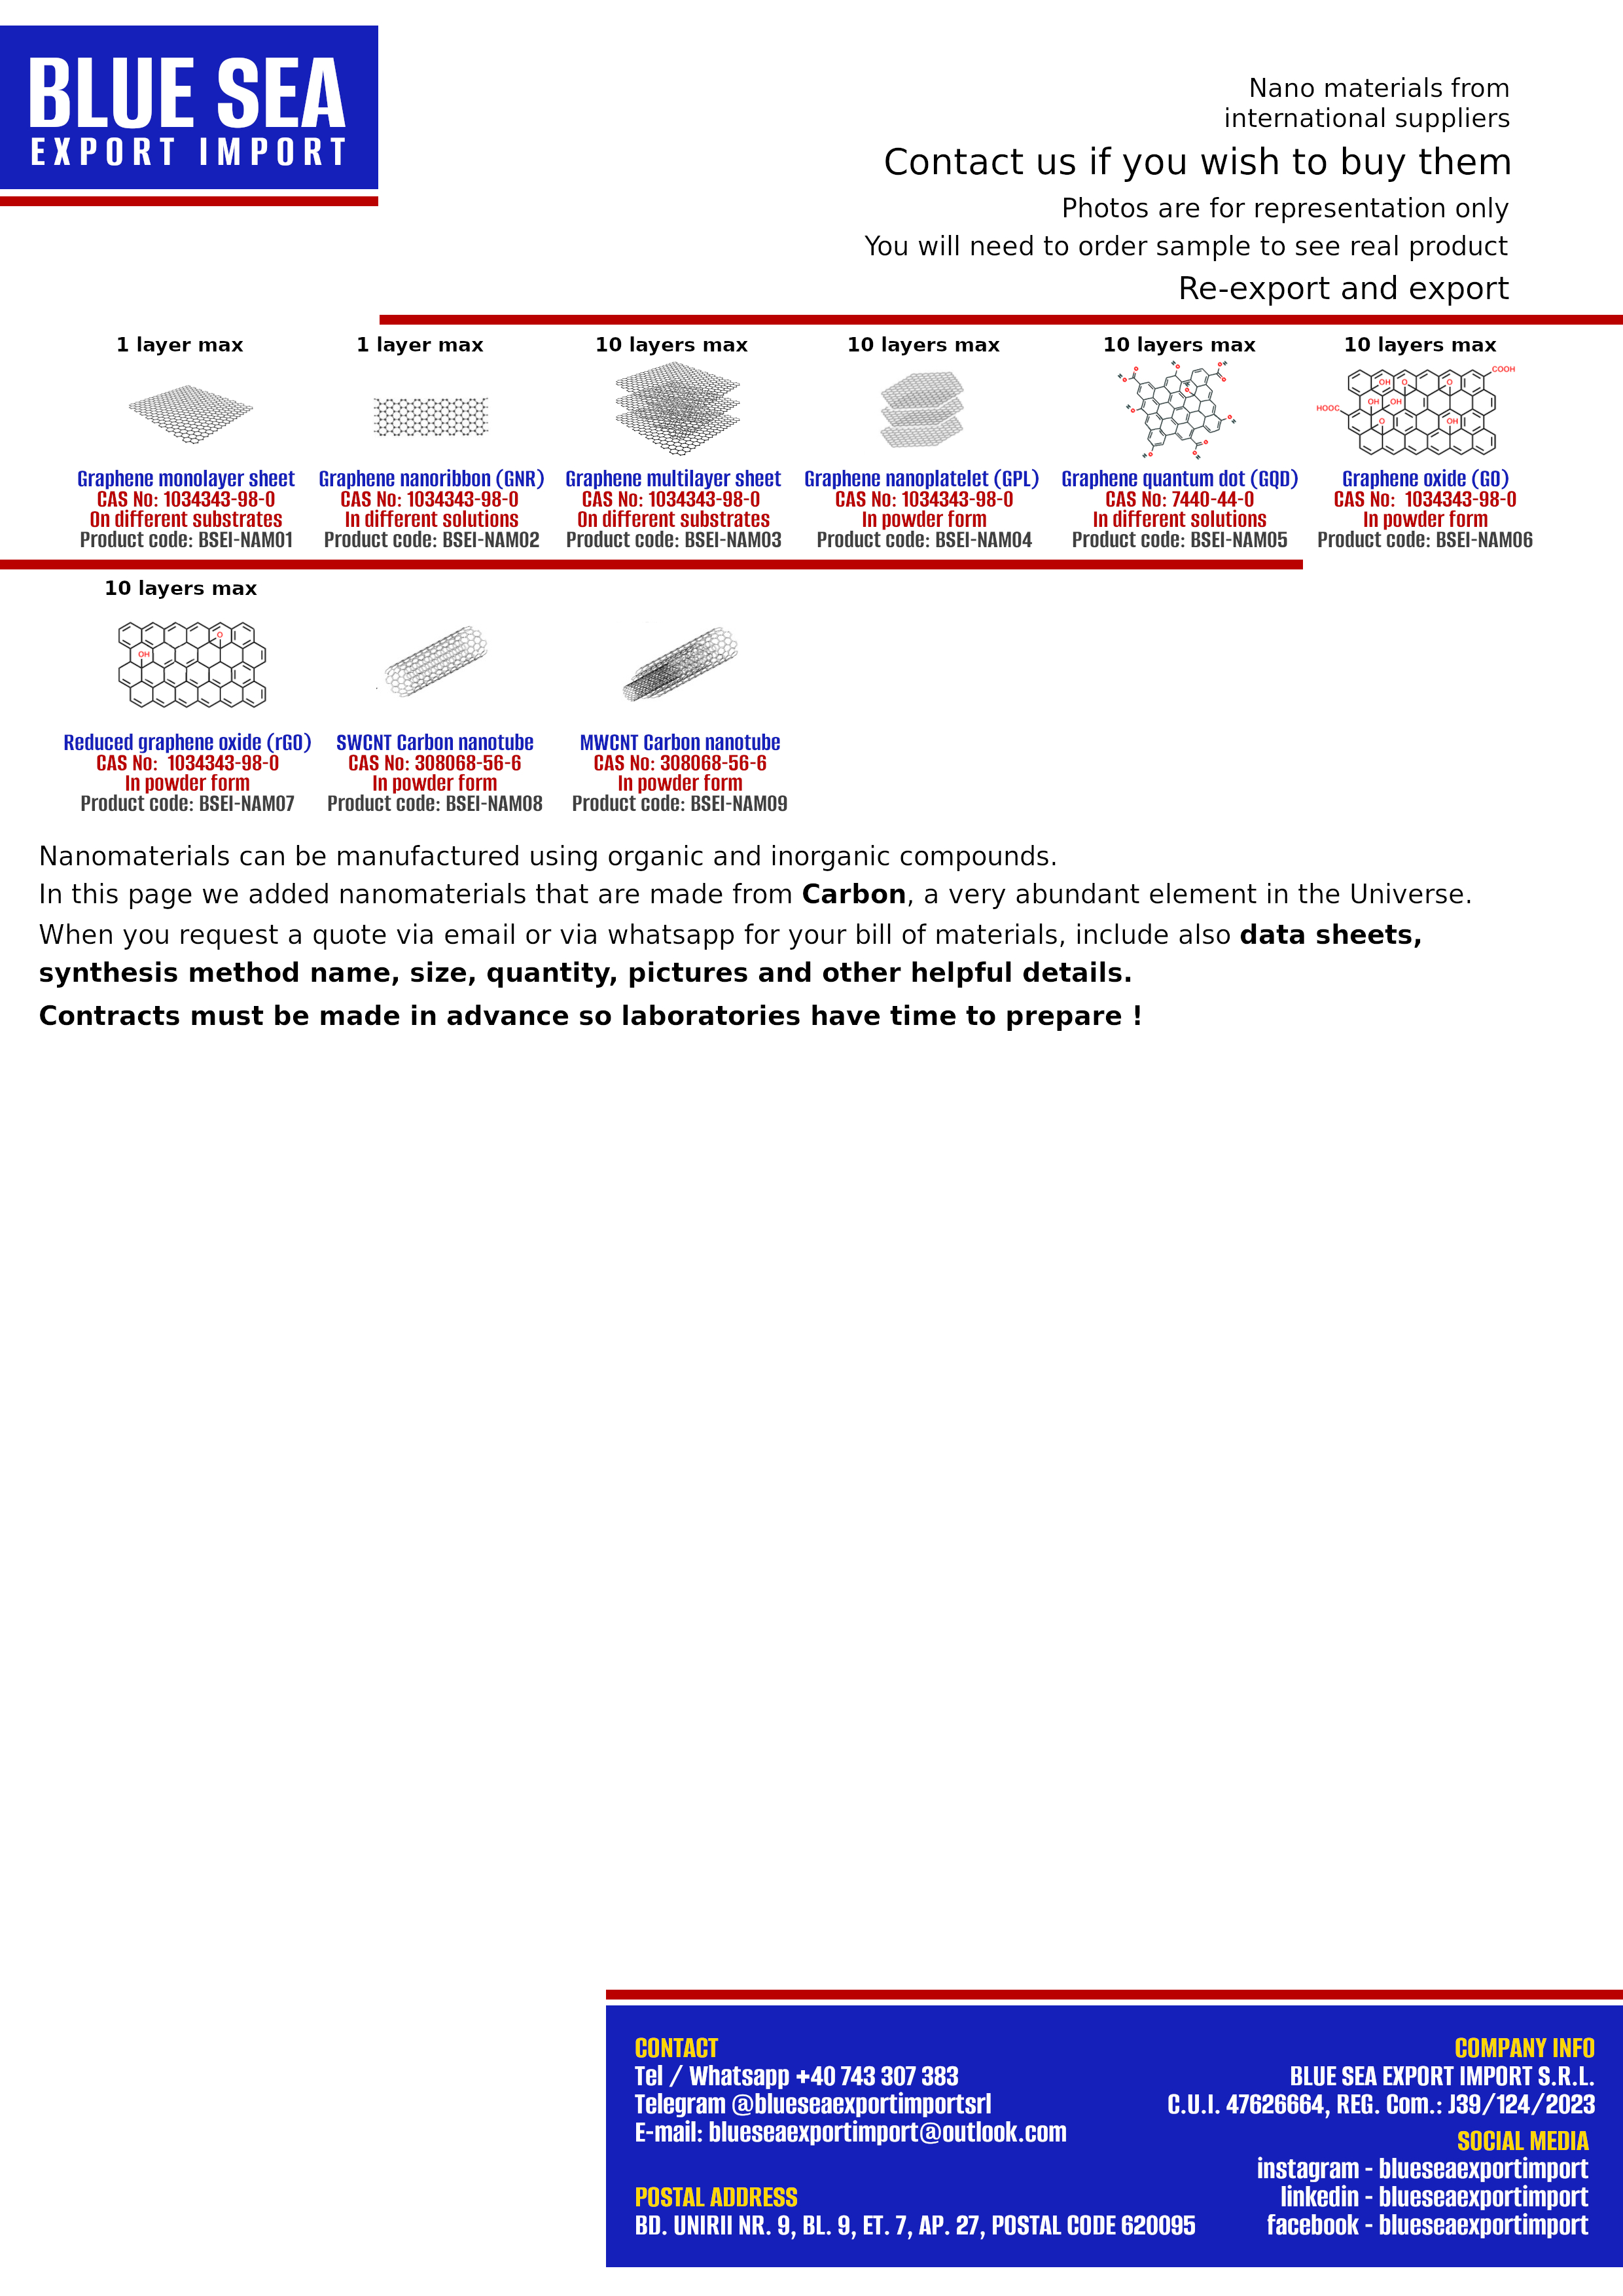 BLUE SEA
EXPORT IMPORT
Nano materials from
international suppliers
Contact us if you wish to buy them
Photos are for representation only
You will need to order sample to see real product
Re-export and export
1 layer max
Graphene monolayer sheet
CAS No: 1034343-98-0
On different substrates
Product code: BSEI-NAM01
1 layer max
Graphene nanoribbon (GNR)
CAS No: 1034343-98-0
In different solutions
Product code: BSEI-NAM02
10 layers max
Graphene multilayer sheet
CAS No: 1034343-98-0
On different substrates
Product code: BSEI-NAM03
10 layers max
Graphene nanoplatelet (GPL)
CAS No: 1034343-98-0
In powder form
Product code: BSEI-NAM04
10 layers max
Graphene quantum dot (GQD)
CAS No: 7440-44-0
In different solutions
Product code: BSEI-NAM05
10 layers max
COOH
OH O O
OH OH
HOOC
O OH
Graphene oxide (GO)
CAS No: 1034343-98-0
In powder form
Product code: BSEI-NAM06
10 layers max
O
OH
Reduced graphene oxide (rGO)
CAS No: 1034343-98-0
In powder form
Product code: BSEI-NAM07
SWCNT Carbon nanotube
CAS No: 308068-56-6
In powder form
Product code: BSEI-NAM08
MWCNT Carbon nanotube
CAS No: 308068-56-6
In powder form
Product code: BSEI-NAM09
Nanomaterials can be manufactured using organic and inorganic compounds.
In this page we added nanomaterials that are made from Carbon, a very abundant element in the Universe.
When you request a quote via email or via whatsapp for your bill of materials, include also data sheets,
synthesis method name, size, quantity, pictures and other helpful details.
Contracts must be made in advance so laboratories have time to prepare !
CONTACT
Tel / Whatsapp +40 743 307 383
Telegram @blueseaexportimportsrl
E-mail: blueseaexportimport@outlook.com
POSTAL ADDRESS
BD. UNIRII NR. 9, BL. 9, ET. 7, AP. 27, POSTAL CODE 620095
COMPANY INFO
BLUE SEA EXPORT IMPORT S.R.L.
C.U.I. 47626664, REG. Com.: J39/124/2023
SOCIAL MEDIA
instagram - blueseaexportimport
linkedin - blueseaexportimport
facebook - blueseaexportimport